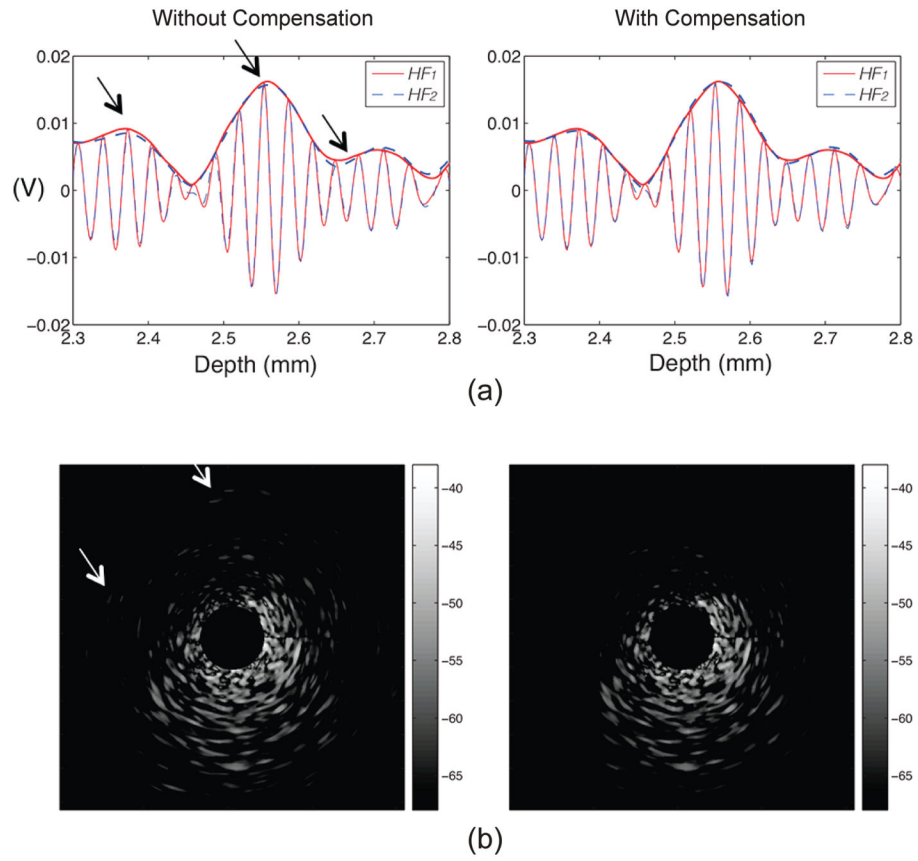 Without Compensation
With Compensation
0.02
0.01
(V) 0
−0.01
−0.02
2.3 2.4 2.5 2.6 2.7 2.8
Depth (mm)
HF1
HF2
0.02
0.01
0
−0.01
−0.02
2.3 2.4 2.5 2.6 2.7 2.8
Depth (mm)
HF1
HF2
(a)
−40
−45
−50
−55
−60
−65
−40
−45
−50
−55
−60
−65
(b)